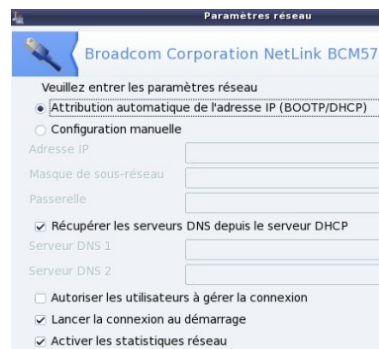 Paramètres réseau
Broadcom Corporation NetLink BCM57
Veuillez entrer les paramètres réseau
Attribution automatique de l'adresse IP (BOOTP/DHCP)
Configuration manuelle
Adresse IP
Masque de sous-réseau
Passerelle
Récupérer les serveurs DNS depuis le serveur DHCP
Serveur DNS 1
Serveur DNS 2
Autoriser les utilisateurs à gérer la connexion
Lancer la connexion au démarrage
Activer les statistiques réseau